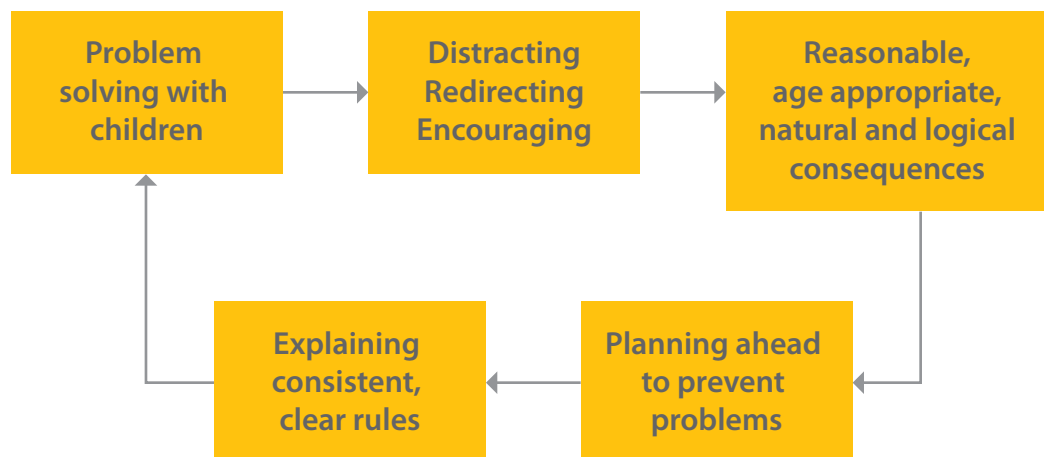 Problem
solving with
children
Distracting
Redirecting
Encouraging
Reasonable,
age appropriate,
natural and logical
consequences
Explaining
consistent,
clear rules
Planning ahead
to prevent
problems